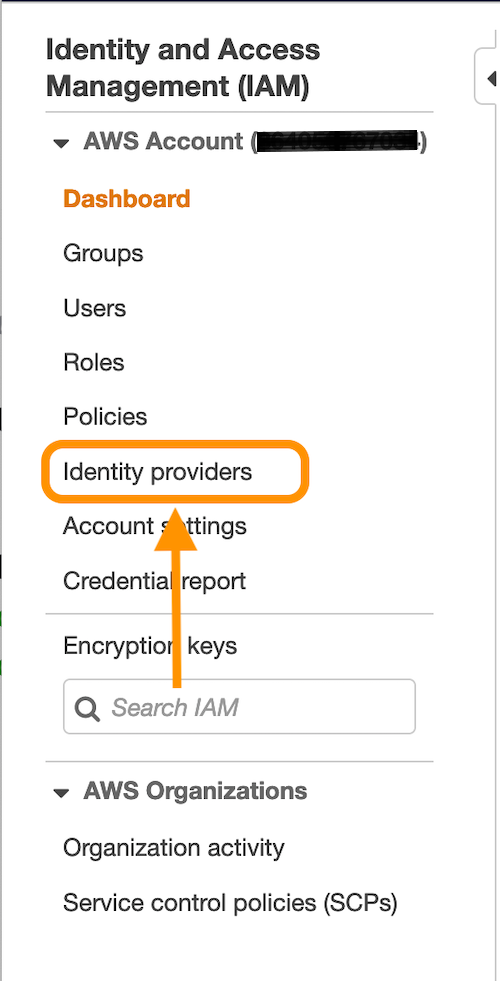 Identity and Access
Management (IAM)
AWS Account ()
Dashboard
Groups
Users
Roles
Policies
Identity providers
Account settings
Credential report
Encryption keys
Search IAM
AWS Organizations
Organization activity
Service control policies (SCPs)